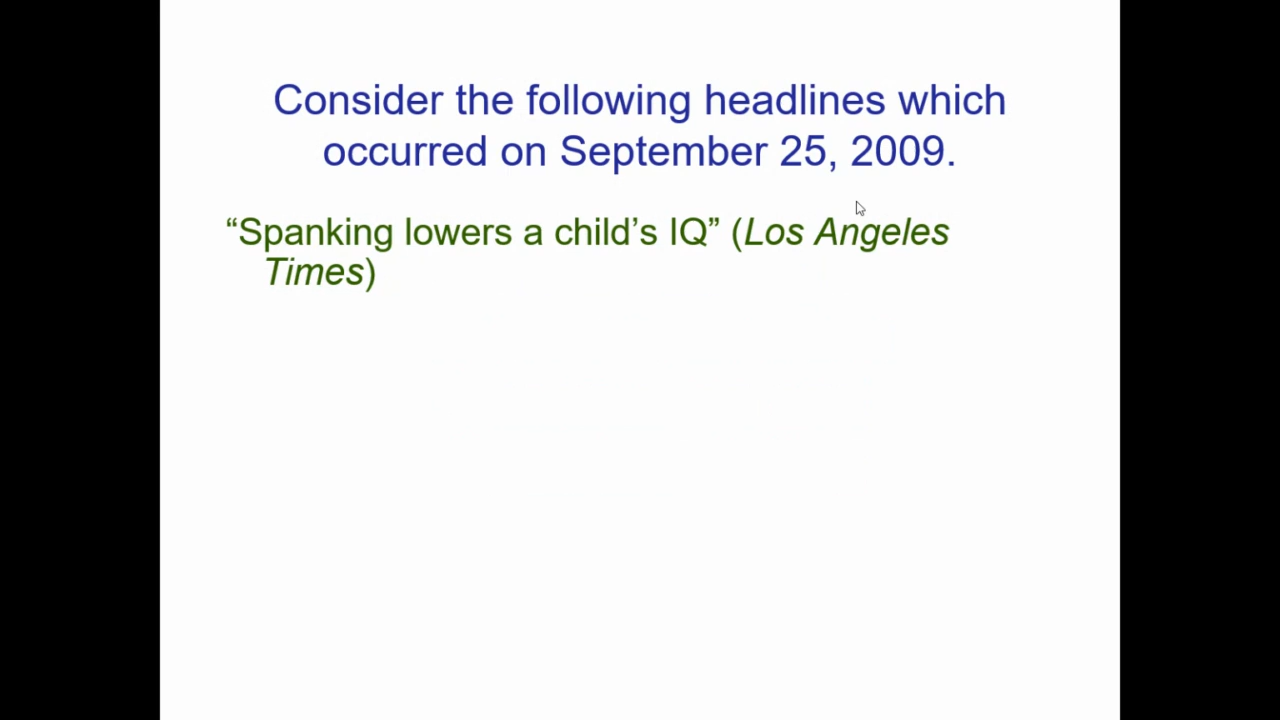 Consider the following headlines which
occurred on September 25, 2009.
“Spanking lowers a child’s IQ” (Los Angeles
Times)